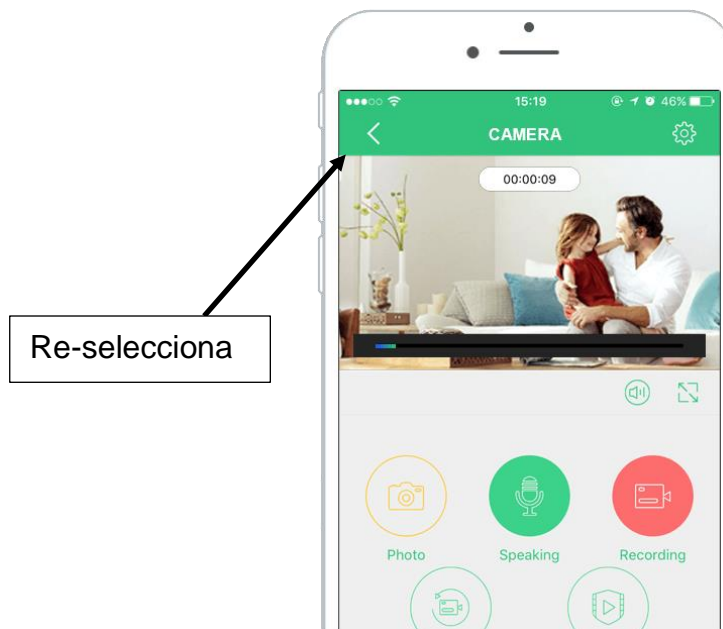 15:19
46%
CAMERA
00:00:09
Re-selecciona
Photo
Speaking
Recording